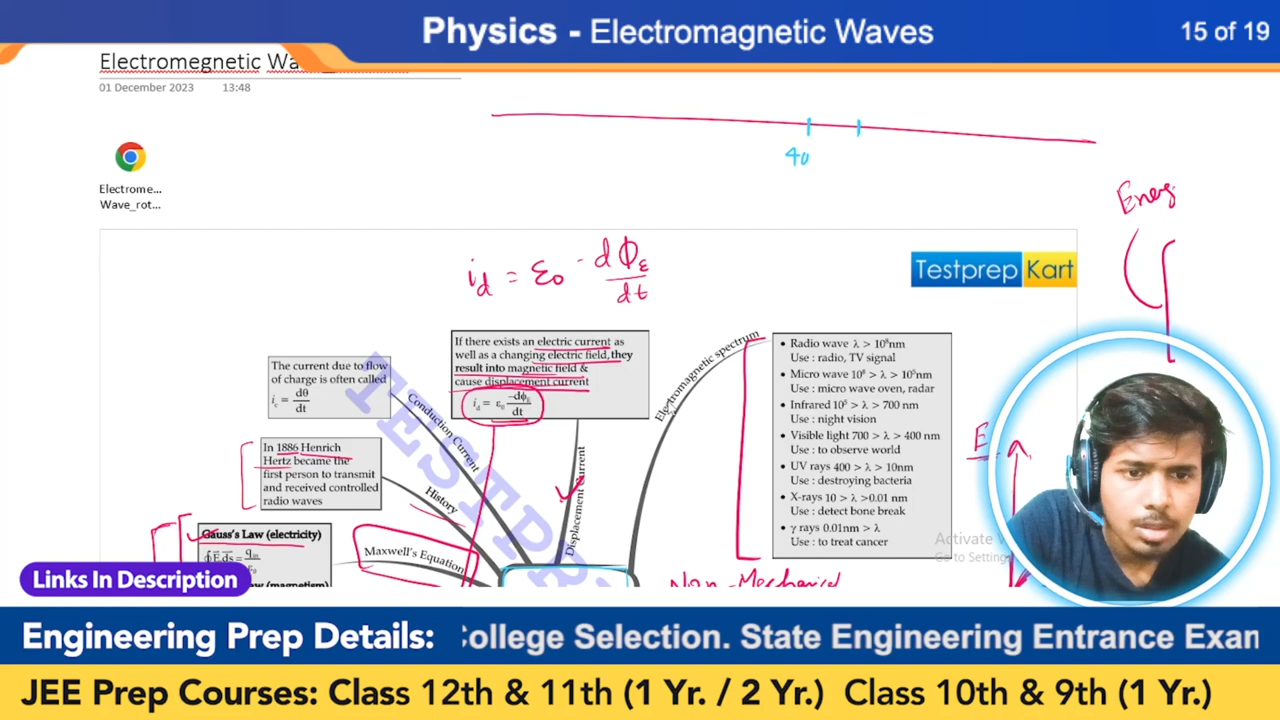 Physics - Electromagnetic Waves
15 of 19
Electromegnetic Wa
01 December 2023 13:48
40
Electrome...
Wave_rot...
Energ
i_d = ε₀ -dΦ_E/dt
Testprep Kart
If there exists an electric current as
well as a changing electric field, they
result into magnetic field &
cause displacement current
i_d = ε₀ -dϕ_E/dt
The current due to flow
of charge is often called
i_c = dθ/dt
Conduction Current
In 1886 Henrich
Hertz became the
first person to transmit
and received controlled
radio waves
History
Displacement current
Electromagnetic spectrum
• Radio wave λ > 10⁸nm
Use : radio, TV signal
• Micro wave 10⁸ > λ > 10⁵nm
Use : micro wave oven, radar
• Infrared 10⁵ > λ > 700 nm
Use : night vision
• Visible light 700 > λ > 400 nm
Use : to observe world
• UV rays 400 > λ > 10nm
Use : destroying bacteria
• X-rays 10 > λ >0.01 nm
Use : detect bone break
• γ rays 0.01nm > λ
Use : to treat cancer
E
Gauss's Law (electricity)
∮E.ds = q_in
Maxwell's Equation
Non-Mechanical
Activate W
Go to Setting
Links In Description
Engineering Prep Details:
College Selection. State Engineering Entrance Exan
JEE Prep Courses: Class 12th & 11th (1 Yr. / 2 Yr.) Class 10th & 9th (1 Yr.)